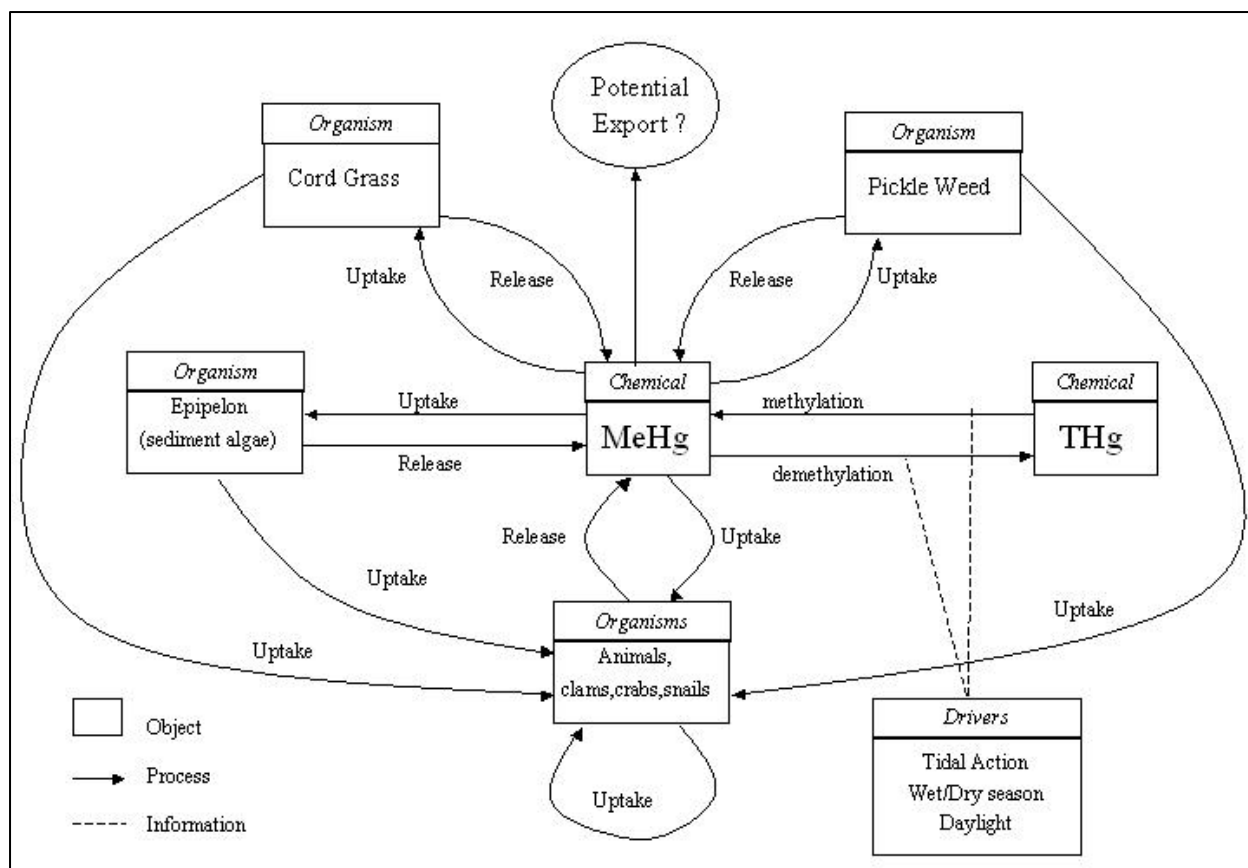 Potential
Export ?
Organism
Cord Grass
Organism
Pickle Weed
Uptake
Release
Release
Uptake
Organism
Epipelon
(sediment algae)
Uptake
Release
Chemical
MeHg
methylation
demethylation
Chemical
THg
Release
Uptake
Uptake
Uptake
Uptake
Organisms
Animals,
clams,crabs,snails
Uptake
Drivers
Tidal Action
Wet/Dry season
Daylight
Object
Process
Information